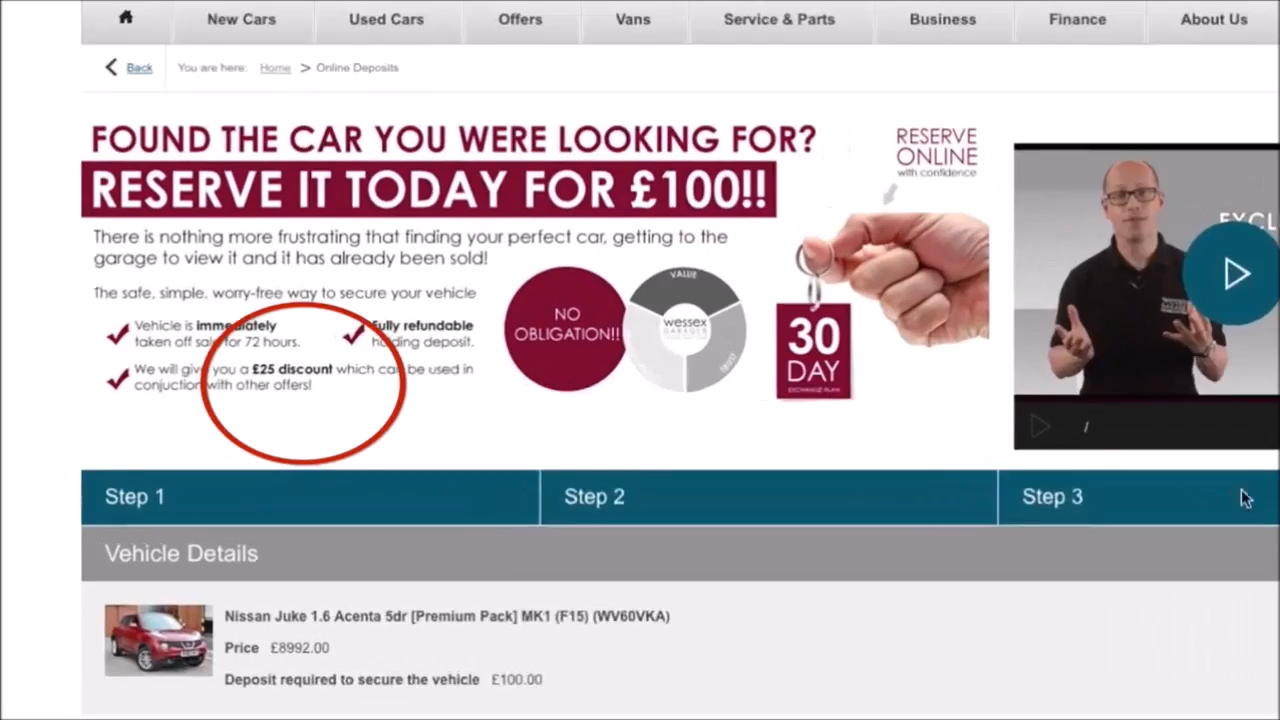 New Cars
Used Cars
Offers
Vans
Service & Parts
Business
Finance
About Us
Back
You are here: Home > Online Deposits
FOUND THE CAR YOU WERE LOOKING FOR?
RESERVE IT TODAY FOR £100!!
RESERVE
ONLINE
with confidence
There is nothing more frustrating that finding your perfect car, getting to the
garage to view it and it has already been sold!
The safe, simple, worry-free way to secure your vehicle
Vehicle is immediately
taken off sale for 72 hours.
Fully refundable
holding deposit.
We will give you a £25 discount which can be used in
conjuction with other offers!
NO
OBLIGATION!!
VALUE
wessex
GARAGES
TRUST
30
DAY
EXCHANGE PLAN
EXCL
/
Step 1
Step 2
Step 3
Vehicle Details
Nissan Juke 1.6 Acenta 5dr [Premium Pack] MK1 (F15) (WV60VKA)
Price £8992.00
Deposit required to secure the vehicle £100.00